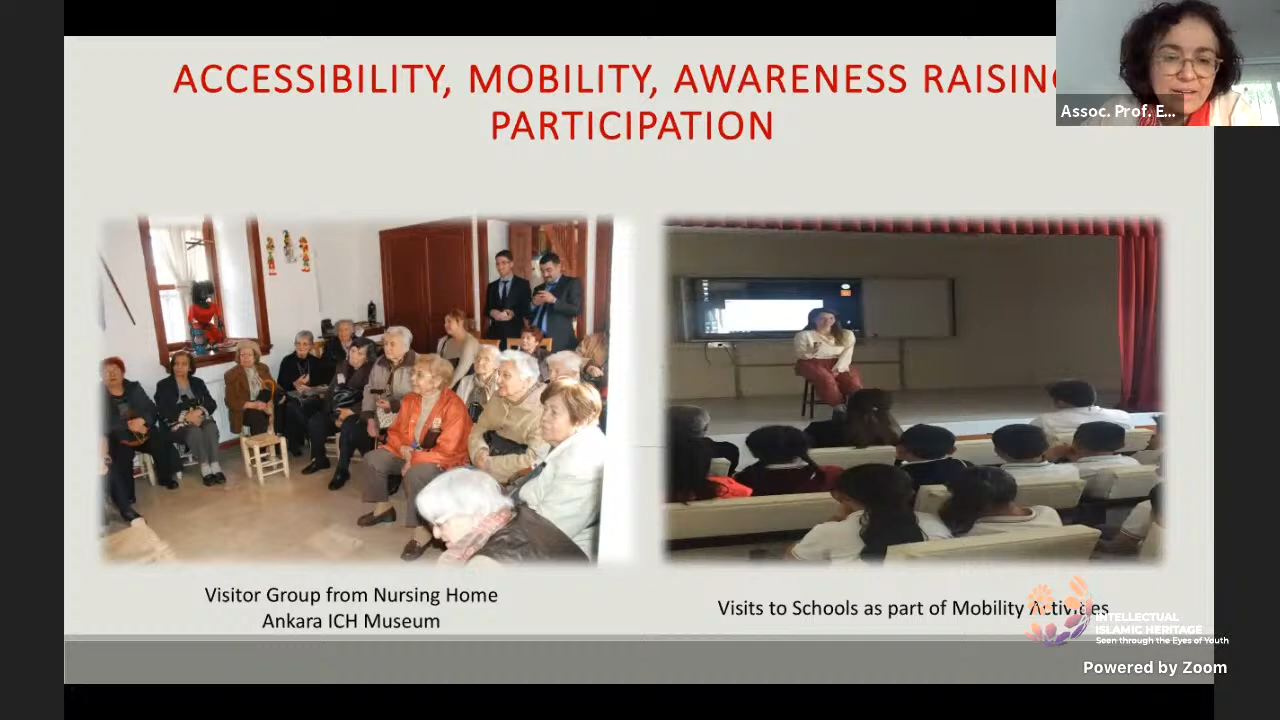 ACCESSIBILITY, MOBILITY, AWARENESS RAISING
PARTICIPATION
Assoc. Prof. E...
Visitor Group from Nursing Home
Ankara ICH Museum
Visits to Schools as part of Mobility Activities
INTELLECTUAL
ISLAMIC HERITAGE
Seen through the Eyes of Youth
Powered by Zoom